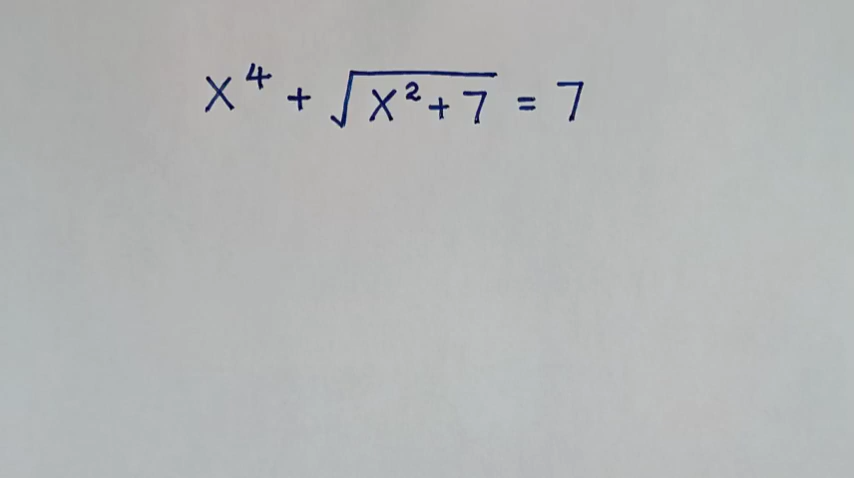 x⁴ + √(x² + 7) = 7